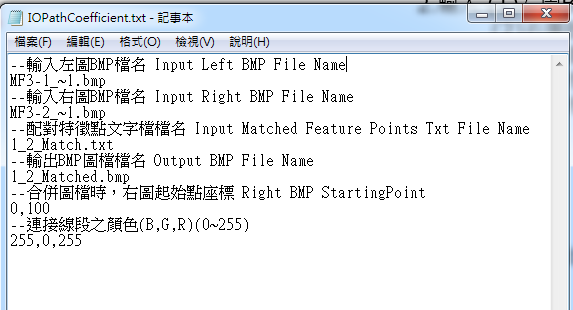 IOPathCoefficient.txt - 記事本
檔案(F) 編輯(E) 格式(O) 檢視(V) 說明(H)
--輸入左圖BMP檔名 Input Left BMP File Name
MF3-1_~1.bmp
--輸入右圖BMP檔名 Input Right BMP File Name
MF3-2_~1.bmp
--配對特徵點文字檔檔名 Input Matched Feature Points Txt File Name
1_2_Match.txt
--輸出BMP圖檔檔名 Output BMP File Name
1_2_Matched.bmp
--合併圖檔時，右圖起始點座標 Right BMP StartingPoint
0,100
--連接線段之顏色(B,G,R)(0~255)
255,0,255